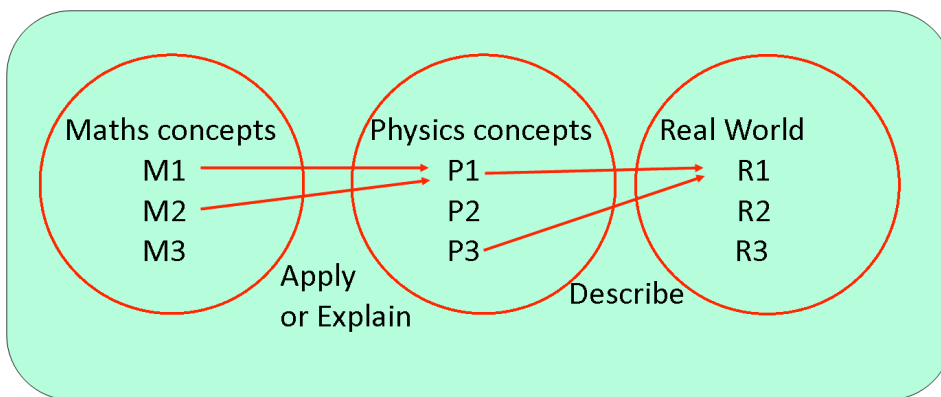 Maths concepts
M1
M2
M3
Apply
or Explain
Physics concepts
P1
P2
P3
Describe
Real World
R1
R2
R3